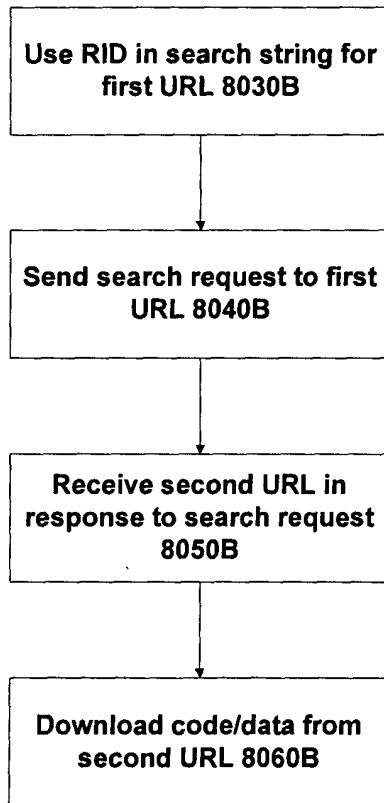 Use RID in search string for
first URL 8030B
Send search request to first
URL 8040B
Receive second URL in
response to search request
8050B
Download code/data from
second URL 8060B